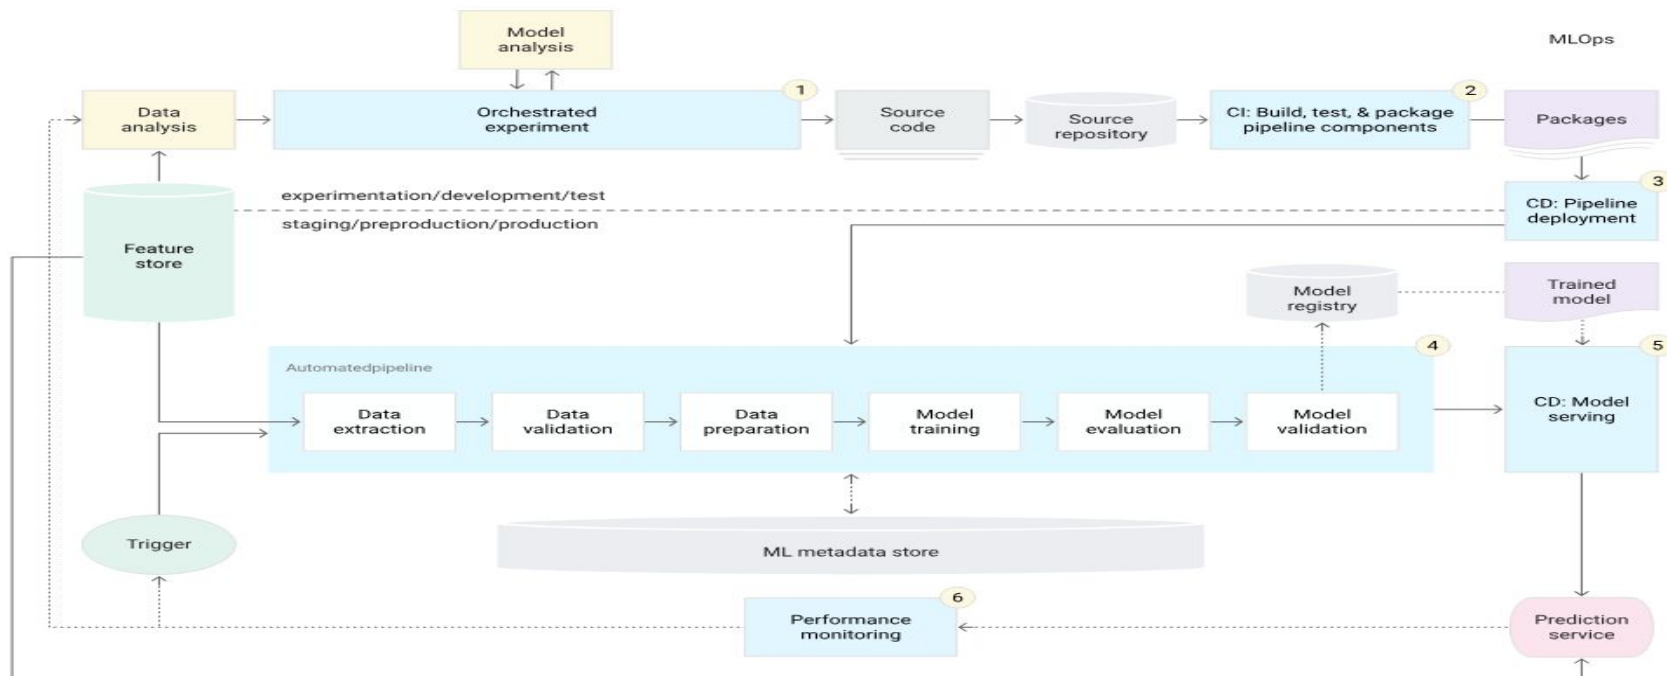 Model
analysis
MLOps
1
2
Data
analysis
Orchestrated
experiment
Source
code
Source
repository
CI: Build, test, & package
pipeline components
Packages
3
experimentation/development/test
staging/preproduction/production
CD: Pipeline
deployment
Feature
store
Model
registry
Trained
model
4
5
Automatedpipeline
Data
extraction
Data
validation
Data
preparation
Model
training
Model
evaluation
Model
validation
CD: Model
serving
Trigger
ML metadata store
6
Performance
monitoring
Prediction
service